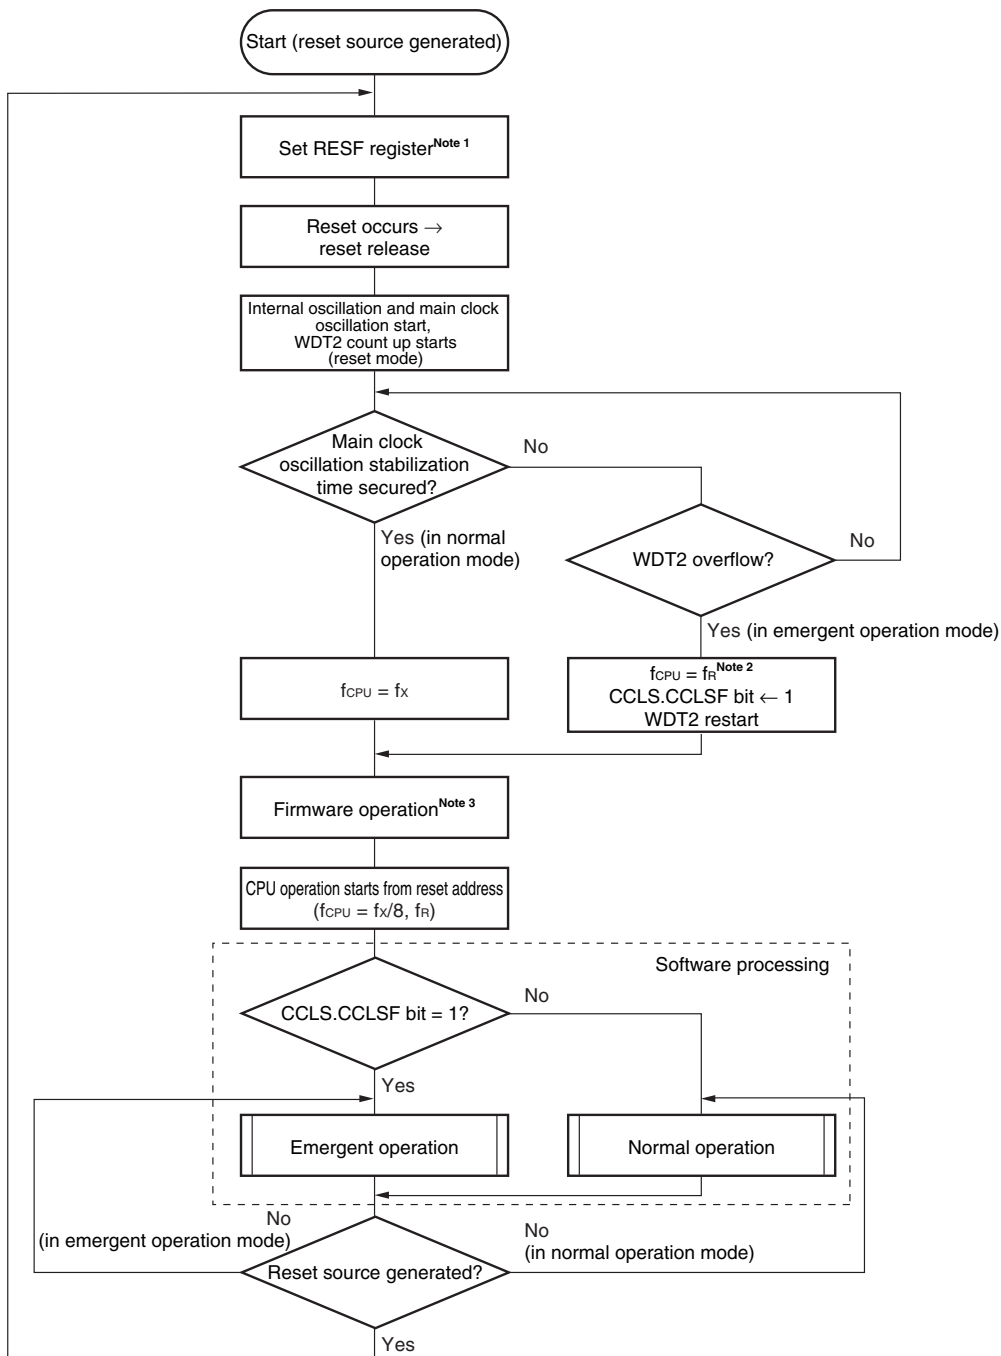 Start (reset source generated)
Set RESF register Note 1
Reset occurs →
reset release
Internal oscillation and main clock
oscillation start,
WDT2 count up starts
(reset mode)
Main clock
oscillation stabilization
time secured?
No
Yes (in normal
operation mode)
WDT2 overflow?
No
Yes (in emergent operation mode)
fCPU = fX
fCPU = fR Note 2
CCLS.CCLSF bit ← 1
WDT2 restart
Firmware operation Note 3
CPU operation starts from reset address
(fCPU = fX/8, fR)
Software processing
CCLS.CCLSF bit = 1?
No
Yes
Emergent operation
Normal operation
No
(in emergent operation mode)
No
(in normal operation mode)
Reset source generated?
Yes